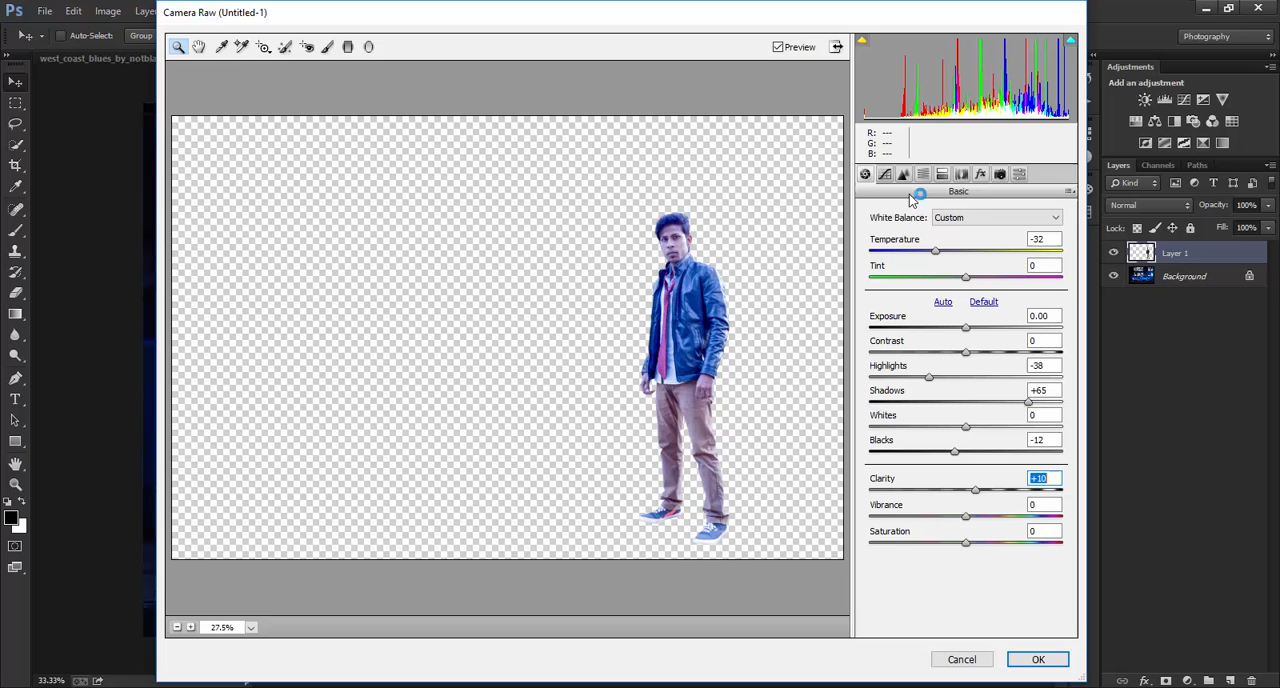 Ps File Edit Image Laye
Camera Raw (Untitled-1)
Auto-Select: Group
Preview
Photography
west_coast_blues_by_notbla
R: ---
G: ---
B: ---
Adjustments
Add an adjustment
Layers Channels Paths
Kind
Basic
White Balance: Custom
Normal Opacity: 100%
Temperature -32
Lock: Fill: 100%
Tint 0
Layer 1
Background
Auto Default
Exposure 0.00
Contrast 0
Highlights -38
Shadows +65
Whites 0
Blacks -12
Clarity +10
Vibrance 0
Saturation 0
27.5%
Cancel OK
33.33%